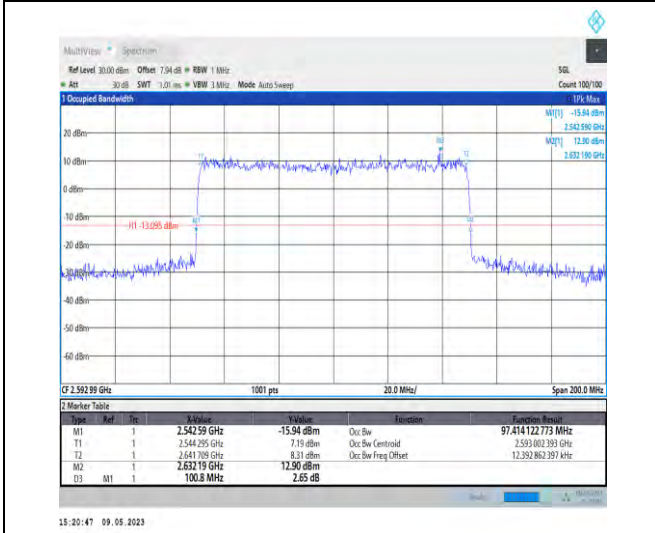 MultiView Spectrum
Ref Level 30.00 dBm Offset 7.94 dB RBW 1 MHz SGL
Att 30 dB SWT 1.01 ms VBW 3 MHz Mode Auto Sweep Count 100/100
1 Occupied Bandwidth 1Pk Max
M1[1] -15.94 dBm
2.542 590 GHz
20 dBm M2[1] 12.90 dBm
2.632 190 GHz
M2
T1 T2
10 dBm
0 dBm
-10 dBm
H1 -13.095 dBm M1
-20 dBm
-30 dBm
-40 dBm
-50 dBm
-60 dBm
CF 2.592 99 GHz 1001 pts 20.0 MHz/ Span 200.0 MHz
2 Marker Table
Type Ref Trc X-Value Y-Value Function Function Result
M1 1 2.542 59 GHz -15.94 dBm Occ Bw 97.414 122 773 MHz
T1 1 2.544 295 GHz 7.19 dBm Occ Bw Centroid 2.593 002 393 GHz
T2 1 2.641 709 GHz 8.31 dBm Occ Bw Freq Offset 12.392 862 397 kHz
M2 1 2.632 19 GHz 12.90 dBm
D3 M1 1 100.8 MHz 2.65 dB
15:20:47 09.05.2023